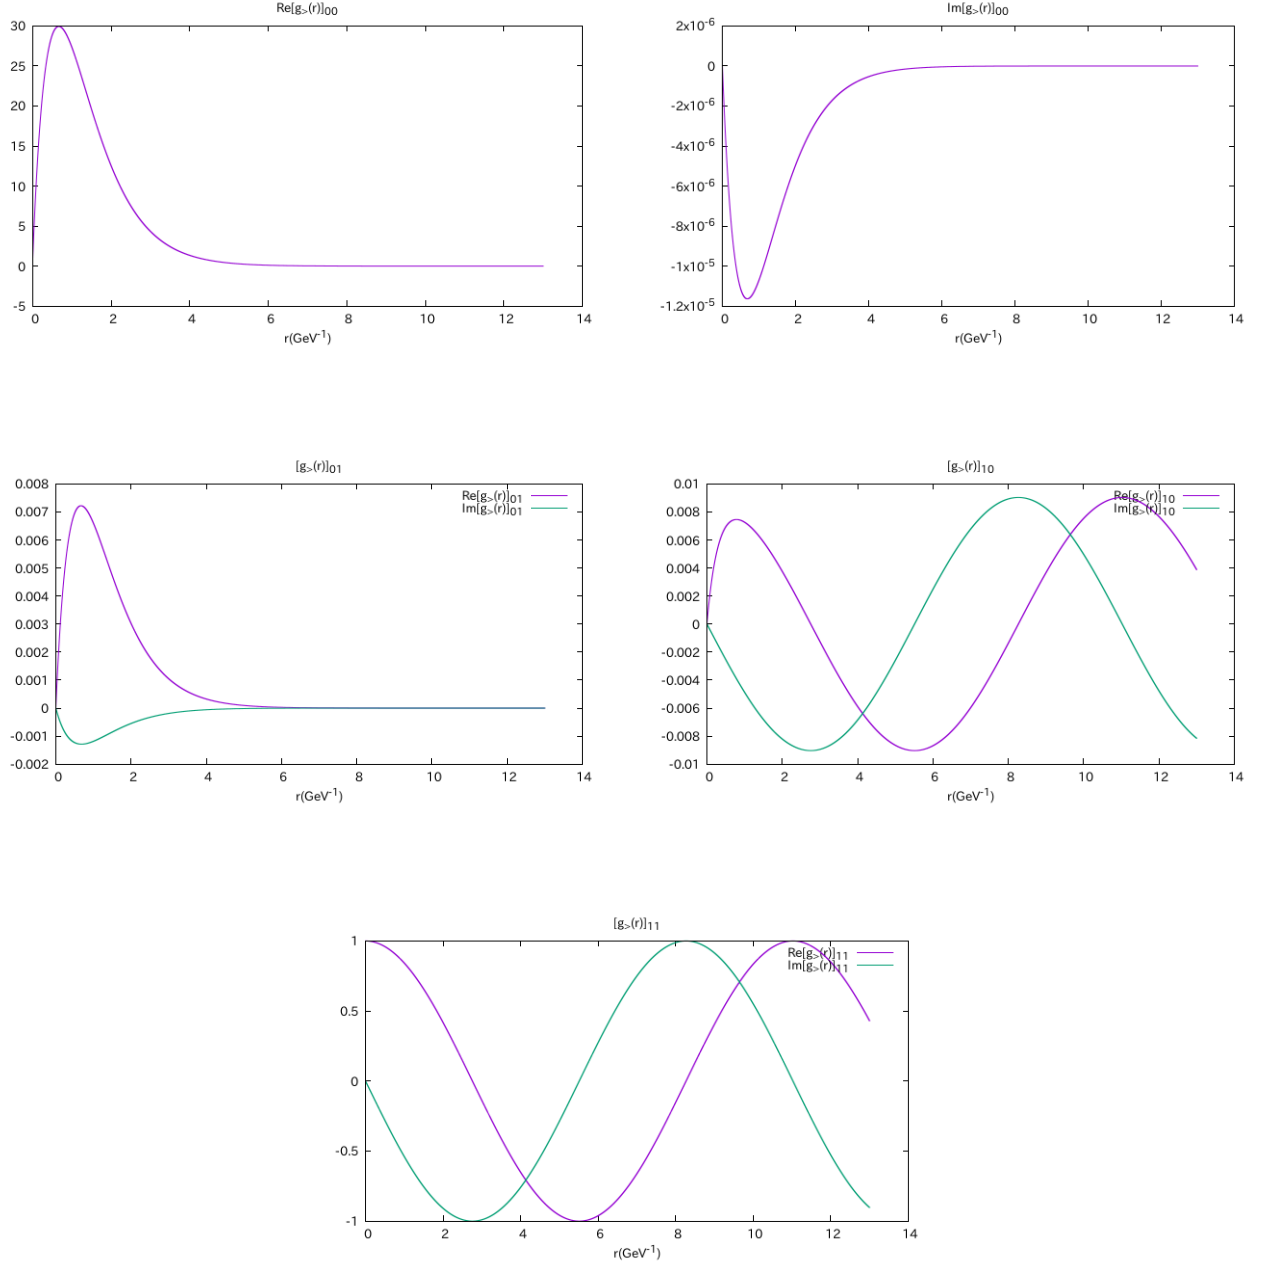 Re[g>(r)]00
30
25
20
15
10
5
0
-5
0 2 4 6 8 10 12 14
r(GeV-1)
Im[g>(r)]00
2x10-6
0
-2x10-6
-4x10-6
-6x10-6
-8x10-6
-1x10-5
-1.2x10-5
0 2 4 6 8 10 12 14
r(GeV-1)
[g>(r)]01
0.008
0.007
0.006
0.005
0.004
0.003
0.002
0.001
0
-0.001
-0.002
Re[g>(r)]01
Im[g>(r)]01
0 2 4 6 8 10 12 14
r(GeV-1)
[g>(r)]10
0.01
0.008
0.006
0.004
0.002
0
-0.002
-0.004
-0.006
-0.008
-0.01
Re[g>(r)]10
Im[g>(r)]10
0 2 4 6 8 10 12 14
r(GeV-1)
[g>(r)]11
1
0.5
0
-0.5
-1
Re[g>(r)]11
Im[g>(r)]11
0 2 4 6 8 10 12 14
r(GeV-1)